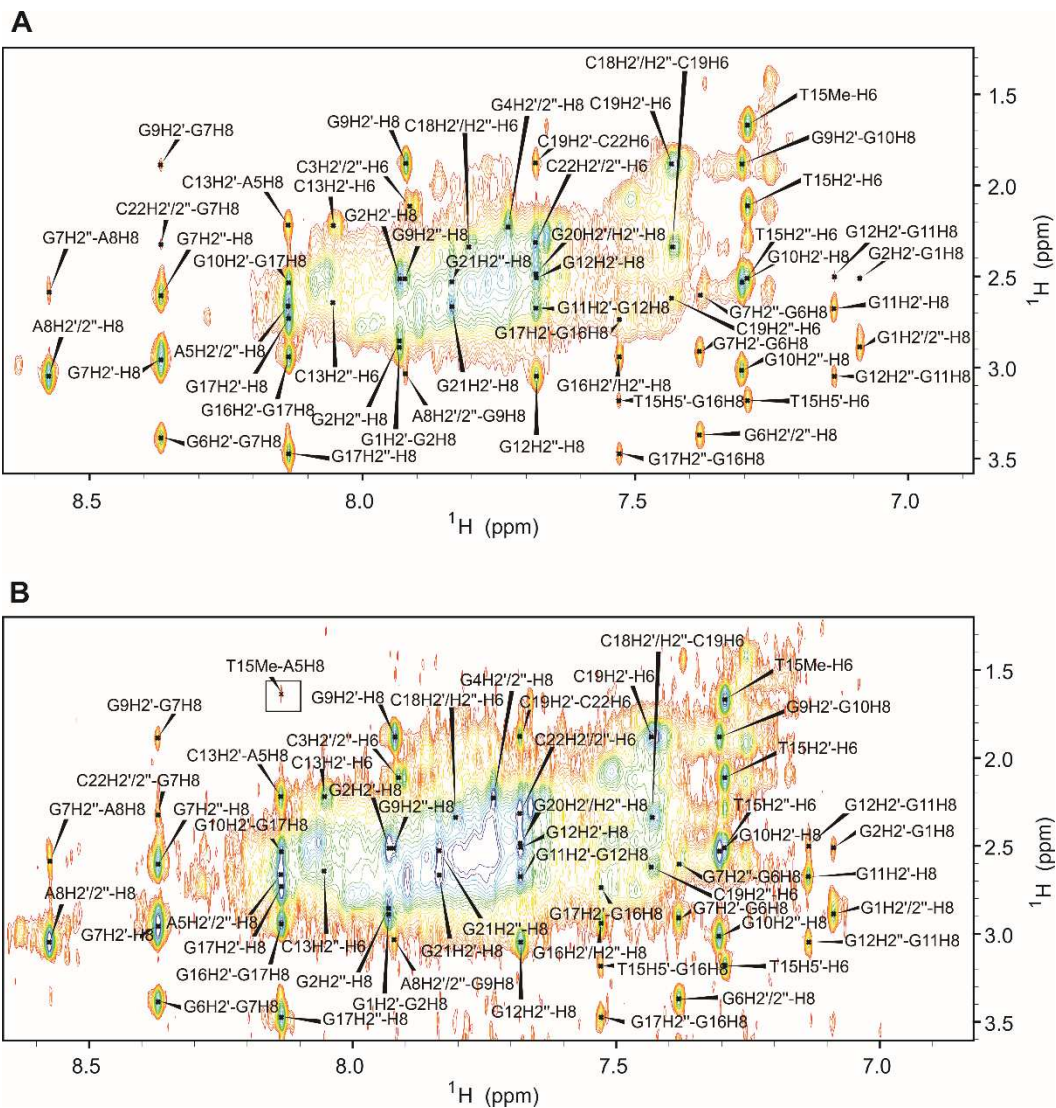 A
C18H2'/H2"-C19H6
G4H2'/2"-H8
C19H2'-H6
T15Me-H6
G9H2'-G7H8
G9H2'-H8
C18H2'/H2"-H6
C19H2'-C22H6
G9H2'-G10H8
C13H2'-A5H8
C3H2'/2"-H6
C22H2'/2"-H6
T15H2'-H6
C13H2'-H6
C22H2'/2"-G7H8
G2H2'-H8
G7H2"-A8H8
G7H2"-H8
G9H2"-H8
G20H2'/H2"-H8
T15H2"-H6
G12H2'-G11H8
G10H2'-G17H8
G21H2"-H8
G12H2'-H8
G10H2'-H8
G2H2'-G1H8
A8H2'/2"-H8
G11H2'-G12H8
G7H2"-G6H8
G11H2'-H8
G17H2'-G16H8
C19H2"-H6
A5H2'/2"-H8
G7H2'-G6H8
G1H2'/2"-H8
G7H2'-H8
G17H2'-H8
C13H2"-H6
G21H2'-H8
G16H2'/H2"-H8
G10H2"-H8
G12H2"-G11H8
G16H2'-G17H8
G2H2"-H8
A8H2'/2"-G9H8
T15H5'-G16H8
T15H5'-H6
G6H2'-G7H8
G1H2'-G2H8
G12H2"-H8
G6H2'/2"-H8
G17H2"-H8
G17H2"-G16H8
1.5
2.0
2.5
3.0
3.5
1H (ppm)
8.5
8.0
7.5
7.0
1H (ppm)
B
C18H2'/H2"-C19H6
T15Me-A5H8
G4H2'/2"-H8
C19H2'-H6
T15Me-H6
G9H2'-G7H8
G9H2'-H8
C18H2'/H2"-H6
C19H2'-C22H6
G9H2'-G10H8
C13H2'-A5H8
C3H2'/2"-H6
C22H2'/2"-H6
T15H2'-H6
C13H2'-H6
C22H2'/2"-G7H8
G2H2'-H8
G7H2"-A8H8
G7H2"-H8
G9H2"-H8
G20H2'/H2"-H8
T15H2"-H6
G12H2'-G11H8
G10H2'-G17H8
G12H2'-H8
G10H2'-H8
G2H2'-G1H8
G11H2'-G12H8
G7H2"-G6H8
G11H2'-H8
A8H2'/2"-H8
C19H2"-H6
A5H2'/2"-H8
G17H2'-G16H8
G7H2'-G6H8
G1H2'/2"-H8
G7H2'-H8
G21H2"-H8
G10H2"-H8
G17H2'-H8
C13H2"-H6
G21H2'-H8
G16H2'/H2"-H8
G12H2"-G11H8
G16H2'-G17H8
G2H2"-H8
A8H2'/2"-G9H8
T15H5'-G16H8
T15H5'-H6
G6H2'-G7H8
G1H2'-G2H8
G12H2"-H8
G6H2'/2"-H8
G17H2"-H8
G17H2"-G16H8
1.5
2.0
2.5
3.0
3.5
1H (ppm)
8.5
8.0
7.5
7.0
1H (ppm)